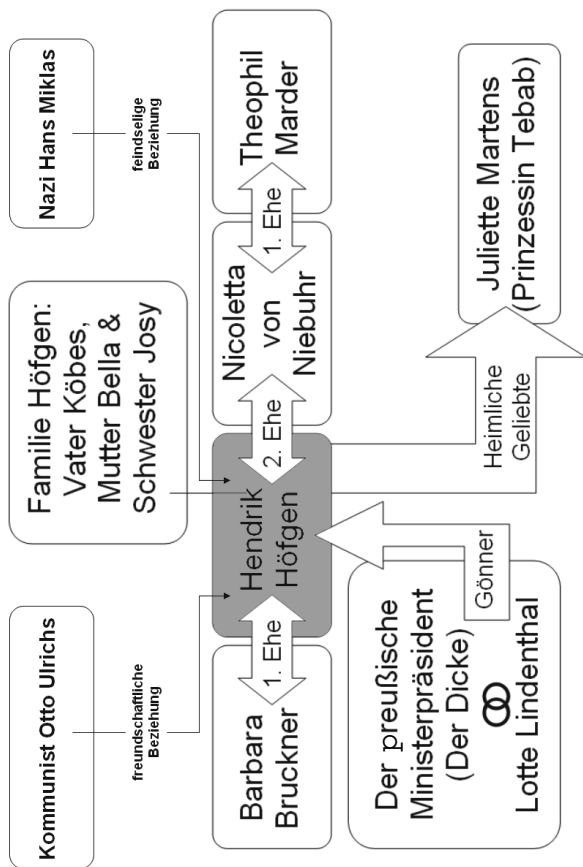 Kommunist Otto Ulrichs
Familie Höfgen:
Vater Köbes,
Mutter Bella &
Schwester Josy
Nazi Hans Miklas
freundschaftliche
Beziehung
feindselige
Beziehung
Barbara
Bruckner
1. Ehe
Hendrik
Höfgen
2. Ehe
Nicoletta
von
Niebuhr
1. Ehe
Theophil
Marder
Der preußische
Ministerpräsident
(Der Dicke)
Lotte Lindenthal
Gönner
Heimliche
Geliebte
Juliette Martens
(Prinzessin Tebab)